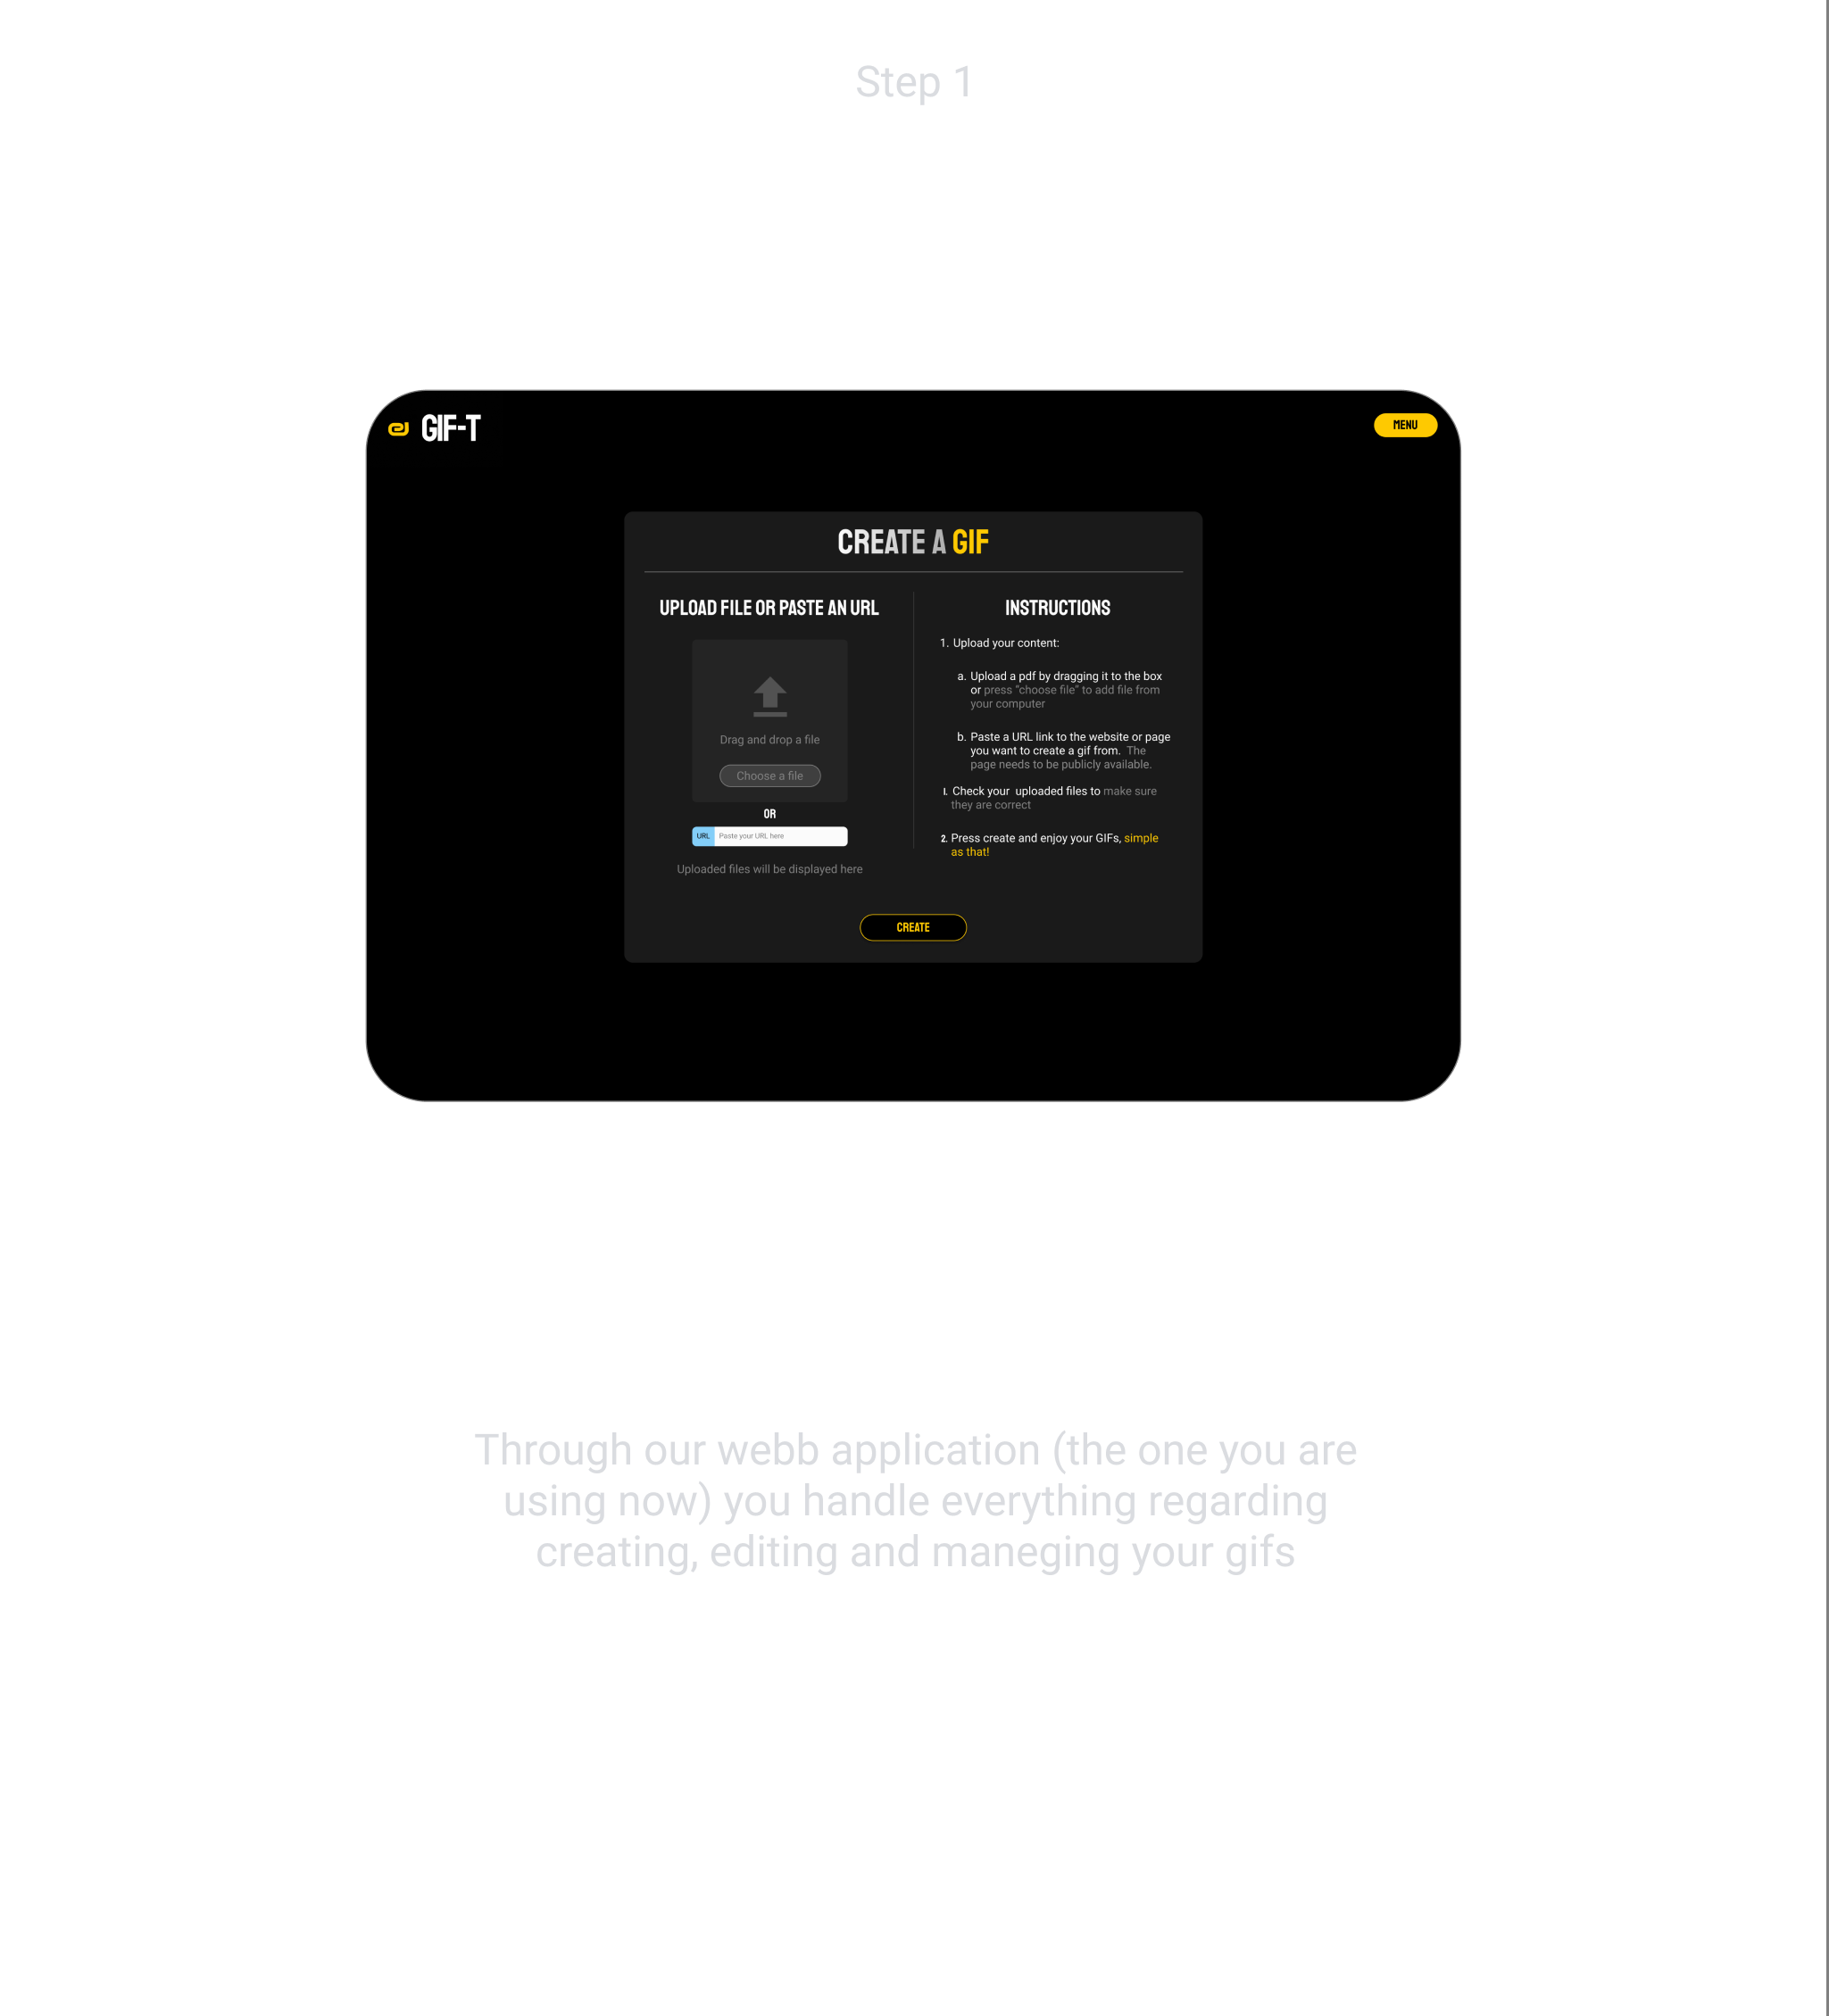 Step 1
GIF-T
MENU
CREATE A GIF
UPLOAD FILE OR PASTE AN URL
Drag and drop a file
Choose a file
OR
URL Paste your URL here
Uploaded files will be displayed here
INSTRUCTIONS
1. Upload your content:
a. Upload a pdf by dragging it to the box
or press "choose file" to add file from
your computer
b. Paste a URL link to the website or page
you want to create a gif from. The
page needs to be publicly available.
1. Check your uploaded files to make sure
they are correct
2. Press create and enjoy your GIFs, simple
as that!
CREATE
Through our webb application (the one you are
using now) you handle everything regarding
creating, editing and maneging your gifs